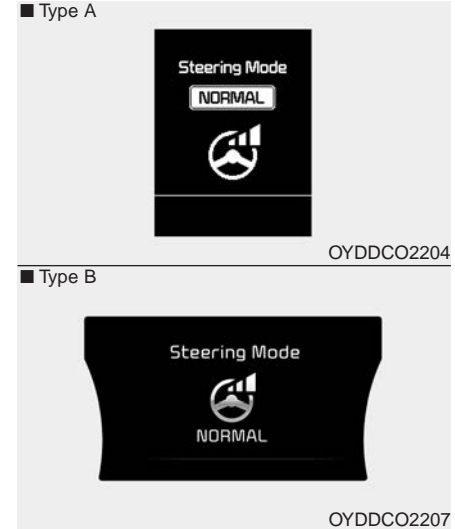 ■ Type A
Steering Mode
NORMAL
OYDDCO2204
■ Type B
Steering Mode
NORMAL
OYDDCO2207